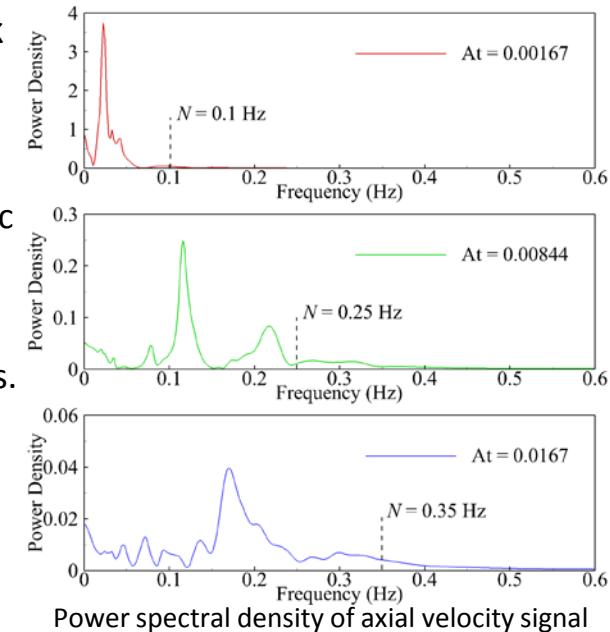 x
4
3
2
1
0
Power Density
At = 0.00167
N = 0.1 Hz
0 0.1 0.2 0.3 0.4 0.5 0.6
Frequency (Hz)
c
0.3
0.2
0.1
0
Power Density
At = 0.00844
N = 0.25 Hz
0 0.1 0.2 0.3 0.4 0.5 0.6
Frequency (Hz)
s.
0.06
0.04
0.02
0
Power Density
At = 0.0167
N = 0.35 Hz
0 0.1 0.2 0.3 0.4 0.5 0.6
Frequency (Hz)
Power spectral density of axial velocity signal